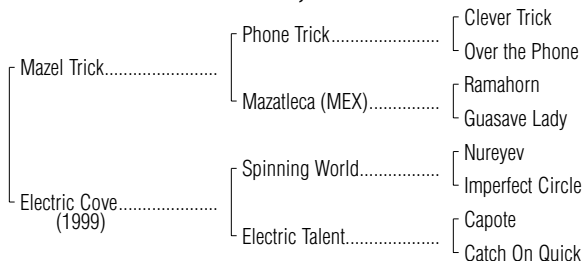 Clever Trick
Phone Trick
Over the Phone
Mazel Trick
Ramahorn
Mazatleca (MEX)
Guasave Lady
Nureyev
Spinning World
Imperfect Circle
Electric Cove
(1999)
Capote
Electric Talent
Catch On Quick